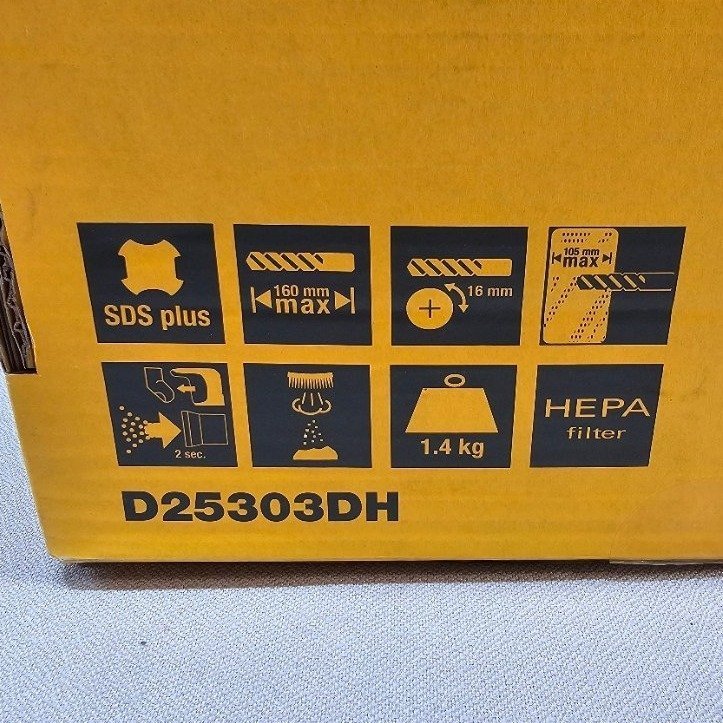 SDS plus
160 mm
max
16 mm
105 mm
max
2 sec.
1.4 kg
HEPA
filter
D25303DH